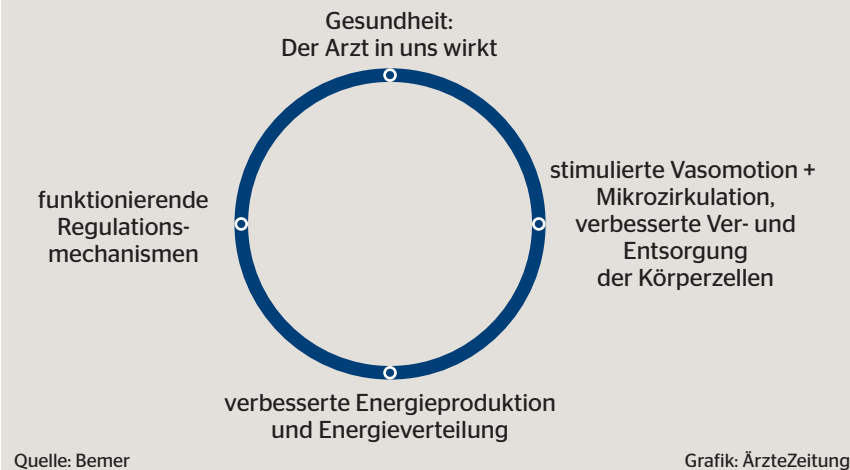 Gesundheit:
Der Arzt in uns wirkt
stimulierte Vasomotion +
Mikrozirkulation,
verbesserte Ver- und
Entsorgung
der Körperzellen
verbesserte Energieproduktion
und Energieverteilung
funktionierende
Regulations-
mechanismen
Quelle: Bemer
Grafik: ÄrzteZeitung